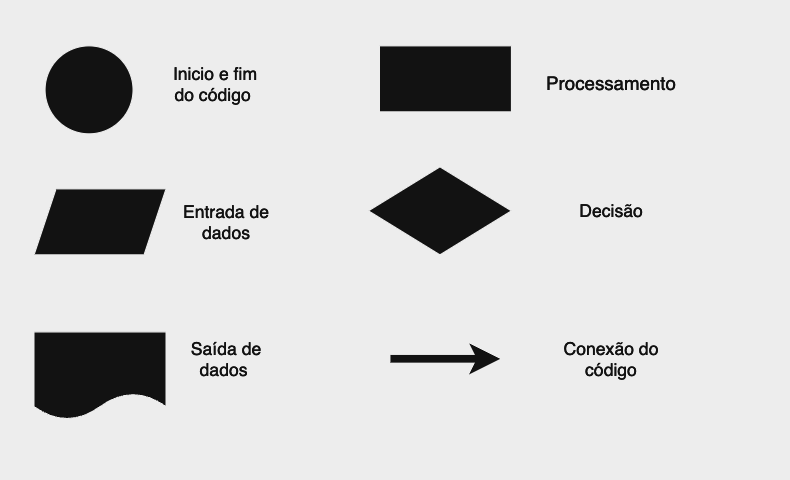 Inicio e fim
do código
Processamento
Entrada de
dados
Decisão
Saída de
dados
Conexão do
código